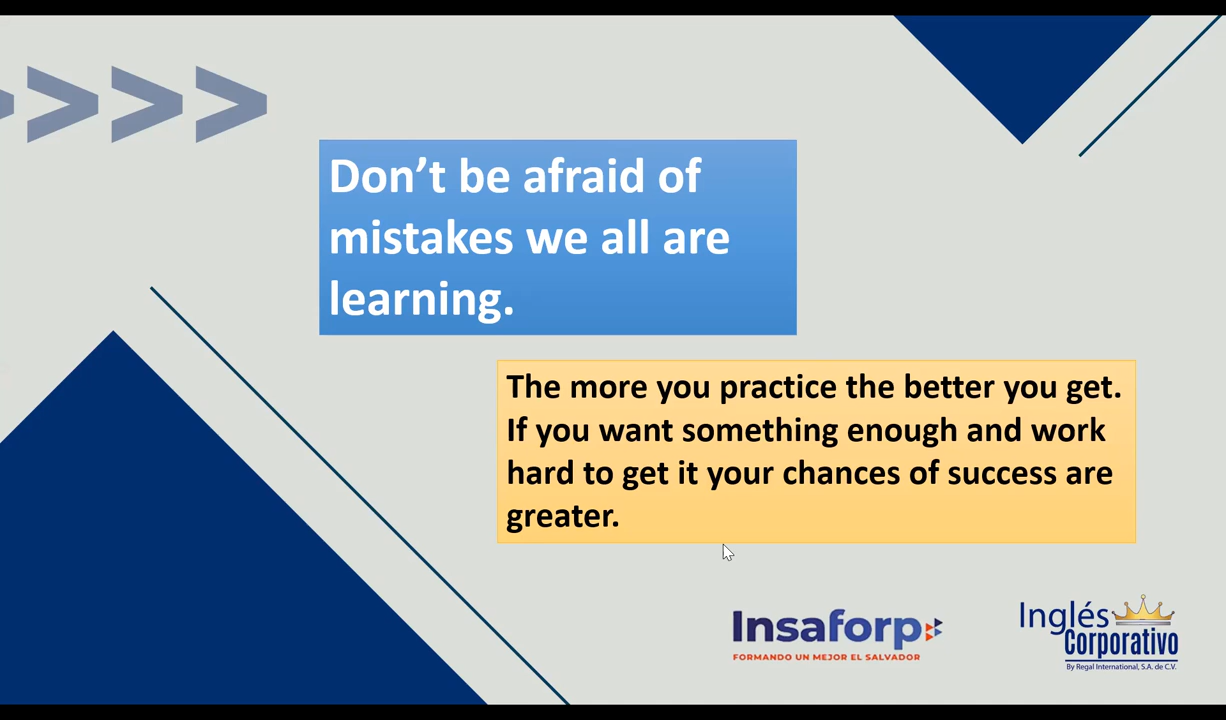 Don’t be afraid of
mistakes we all are
learning.
The more you practice the better you get.
If you want something enough and work
hard to get it your chances of success are
greater.
Insaforp
FORMANDO UN MEJOR EL SALVADOR
Inglés
Corporativo
By Regal International, S.A. de C.V.